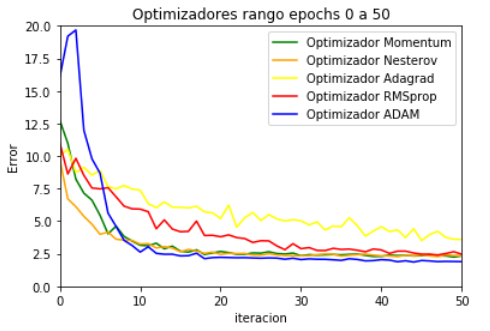 Optimizadores rango epochs 0 a 50
20.0
17.5
15.0
12.5
10.0
7.5
5.0
2.5
0.0
Error
Optimizador Momentum
Optimizador Nesterov
Optimizador Adagrad
Optimizador RMSprop
Optimizador ADAM
0 10 20 30 40 50
iteracion